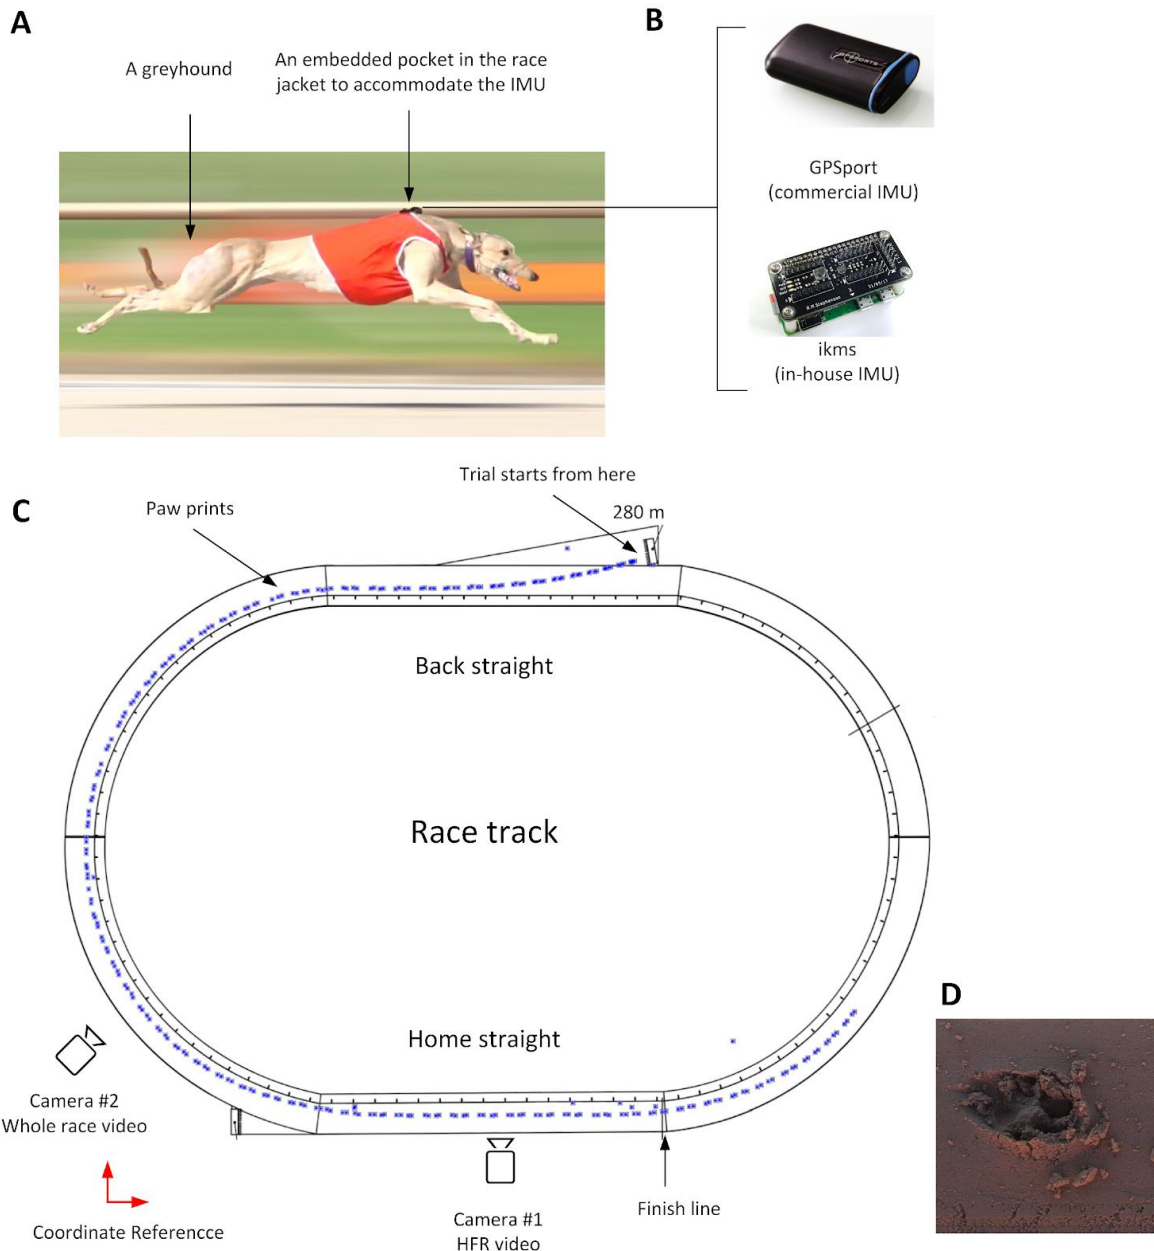 A
B
A greyhound
An embedded pocket in the race
jacket to accommodate the IMU
GPSport
(commercial IMU)
ikms
(in-house IMU)
C
Trial starts from here
Paw prints
280 m
Back straight
Race track
Home straight
D
Camera #2
Whole race video
Coordinate Referencce
Camera #1
HFR video
Finish line